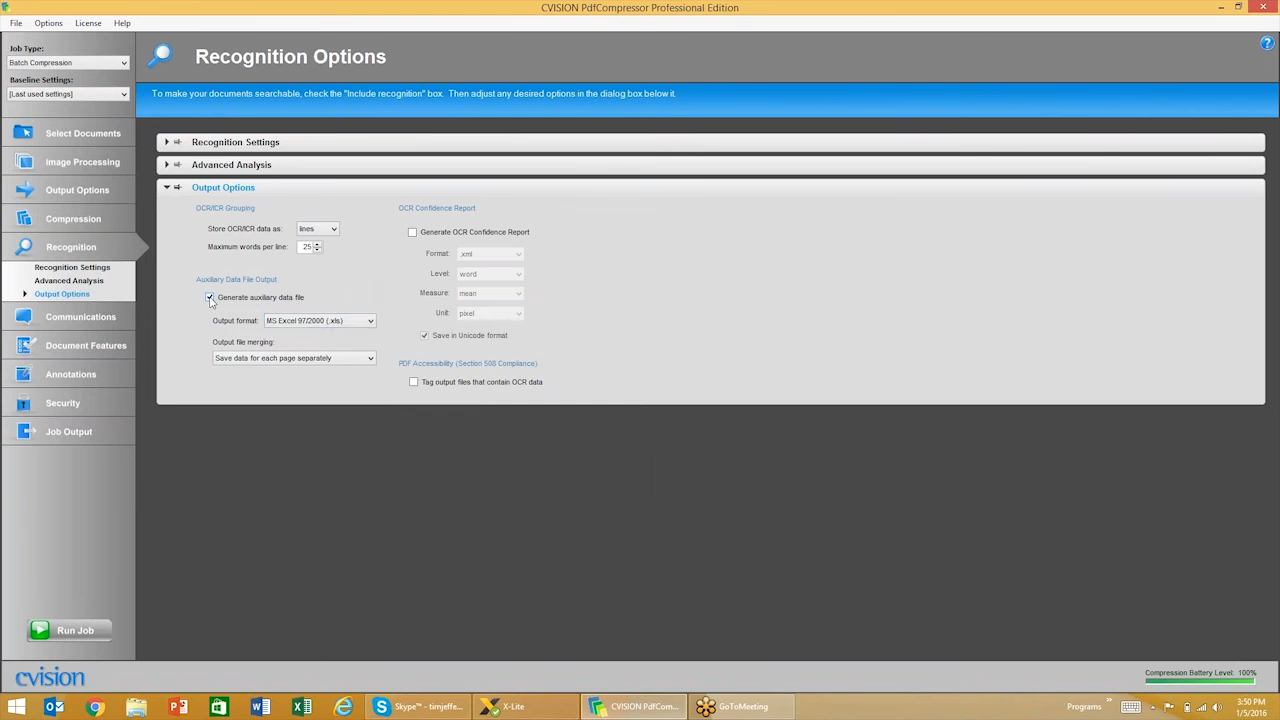 CVISION PdfCompressor Professional Edition
File Options License Help
Job Type:
Batch Compression
Baseline Settings:
[Last used settings]
Select Documents
Image Processing
Output Options
Compression
Recognition
Recognition Settings
Advanced Analysis
Output Options
Communications
Document Features
Annotations
Security
Job Output
Run Job
Recognition Options
To make your documents searchable, check the "Include recognition" box. Then adjust any desired options in the dialog box below it.
Recognition Settings
Advanced Analysis
Output Options
OCR/ICR Grouping
Store OCR/ICR data as: lines
Maximum words per line: 25
Auxiliary Data File Output
Generate auxiliary data file
Output format: MS Excel 97/2000 (.xls)
Output file merging:
Save data for each page separately
OCR Confidence Report
Generate OCR Confidence Report
Format: .xml
Level: word
Measure: mean
Unit: pixel
Save in Unicode format
PDF Accessibility (Section 508 Compliance)
Tag output files that contain OCR data
cvision
Compression Battery Level: 100%
Skype™ - timjeffe...
X-Lite
CVISION PdfCom...
GoToMeeting
Programs
3:50 PM
1/5/2016